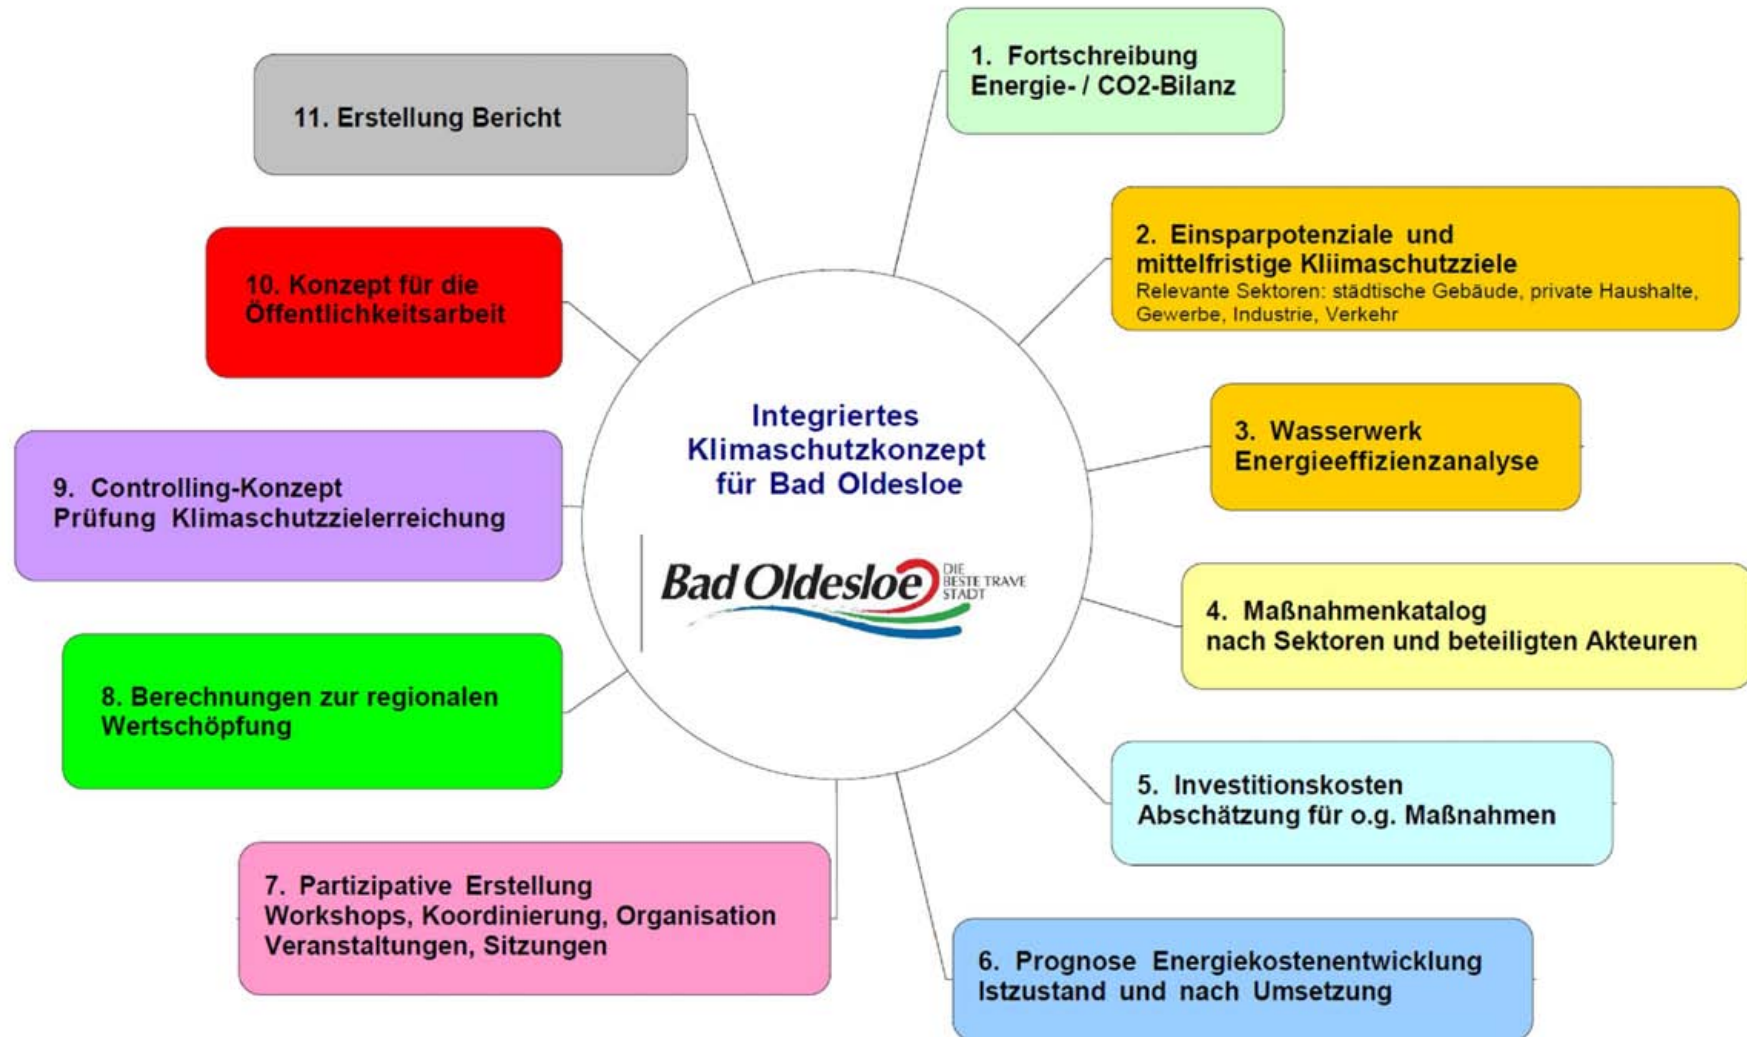 1. Fortschreibung
Energie- / CO2-Bilanz
2. Einsparpotenziale und
mittelfristige Kliimaschutzziele
Relevante Sektoren: städtische Gebäude, private Haushalte,
Gewerbe, Industrie, Verkehr
3. Wasserwerk
Energieeffizienzanalyse
4. Maßnahmenkatalog
nach Sektoren und beteiligten Akteuren
5. Investitionskosten
Abschätzung für o.g. Maßnahmen
6. Prognose Energiekostenentwicklung
Istzustand und nach Umsetzung
7. Partizipative Erstellung
Workshops, Koordinierung, Organisation
Veranstaltungen, Sitzungen
8. Berechnungen zur regionalen
Wertschöpfung
9. Controlling-Konzept
Prüfung Klimaschutzzielerreichung
10. Konzept für die
Öffentlichkeitsarbeit
11. Erstellung Bericht
Integriertes
Klimaschutzkonzept
für Bad Oldesloe
Bad Oldesloe
DIE
BESTE TRAVE
STADT